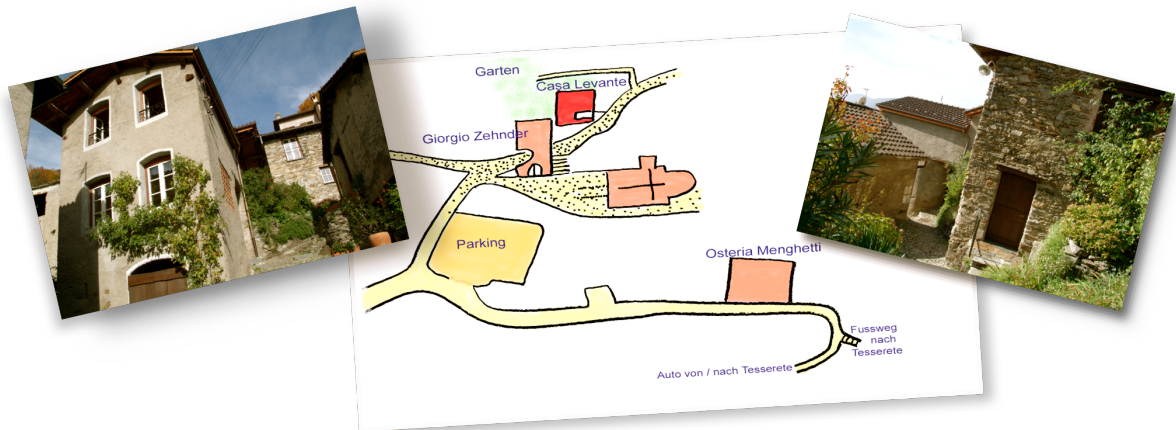 Garten
Casa Levante
Giorgio Zehnder
Parking
Osteria Menghetti
Fussweg
nach
Tesserete
Auto von / nach Tesserete